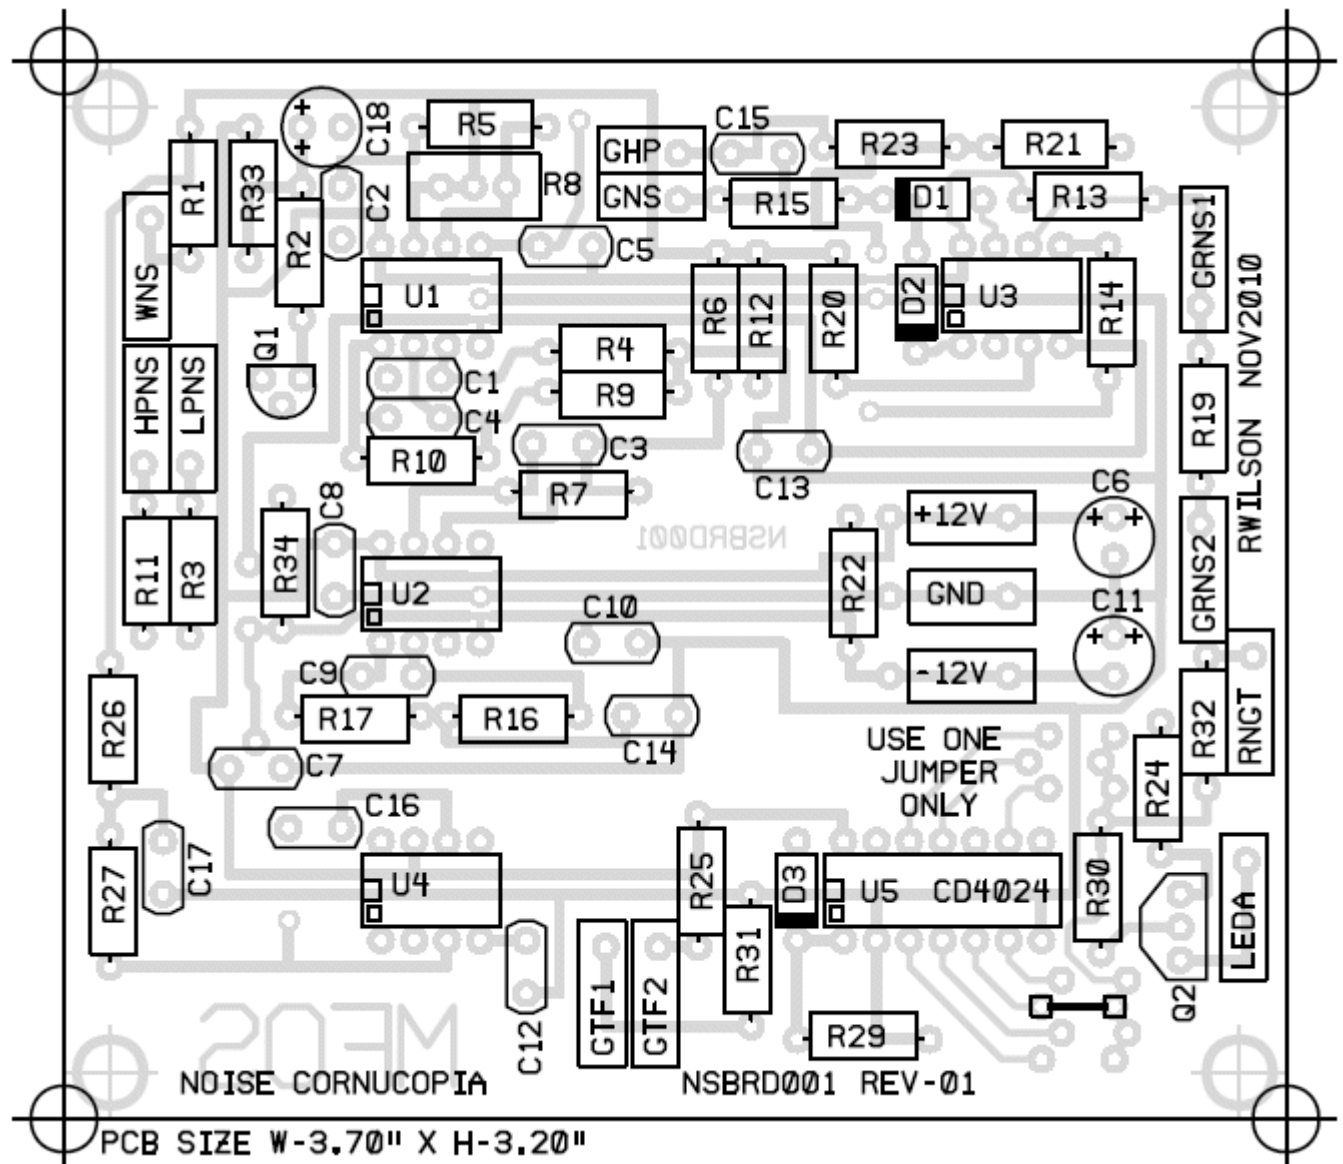 C18
R5
C15
GHP
R23
R21
R1
R33
C2
R8
GNS
R15
D1
R13
GRNS1
R2
C5
WNS
U1
R6
R12
R20
D2
U3
R14
RWILSON NOV2010
Q1
R4
HPNS
LPNS
C1
R9
R19
C4
R10
C3
C13
R7
C6
C8
+12V
R11
R3
R34
NSBRD001
R22
GRNS2
U2
GND
C10
C11
C9
-12V
R26
R17
R16
C14
R32
RNGT
USE ONE
JUMPER
ONLY
R24
C7
C16
R27
C17
U4
R25
D3
U5 CD4024
R30
LEDA
R31
C12
GTF1
GTF2
Q2
R29
MFOS
NOISE CORNUCOPIA
NSBRD001 REV-01
PCB SIZE W-3.70" X H-3.20"